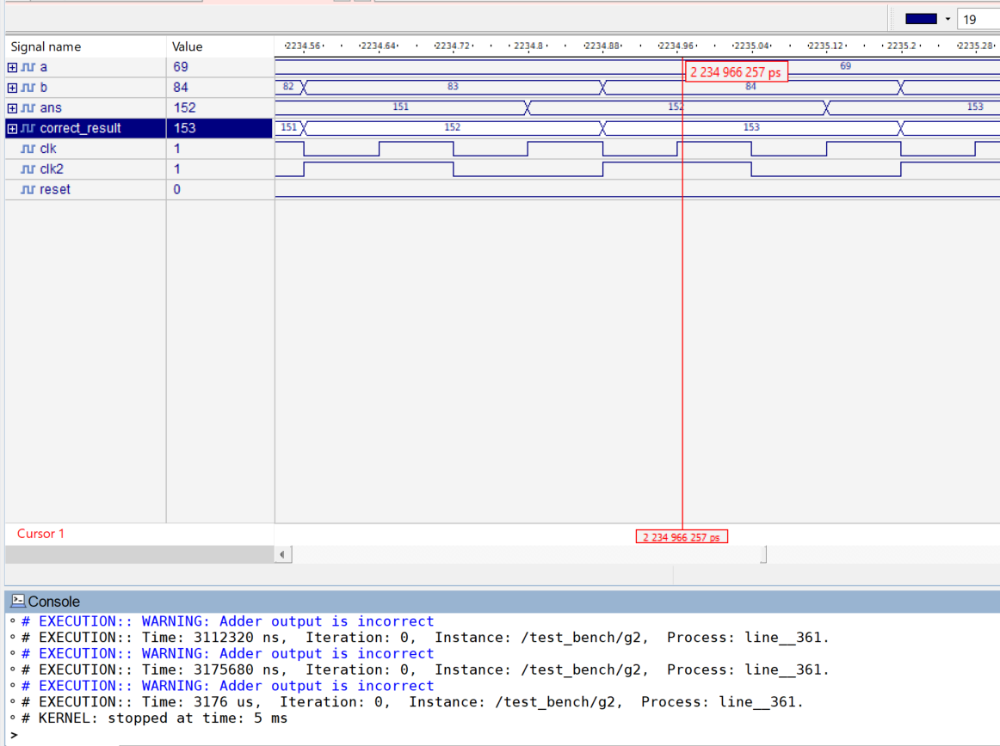 19
Signal name Value ·2234.56· ·2234.64· ·2234.72· ·2234.8· ·2234.88· ·2234.96· ·2235.04· ·2235.12· ·2235.2· ·2235.28·
a 69 69
2 234 966 257 ps
b 84 82 83 84
ans 152 151 152 153
correct_result 153 151 152 153
clk 1
clk2 1
reset 0
Cursor 1 2 234 966 257 ps
Console
# EXECUTION:: WARNING: Adder output is incorrect
# EXECUTION:: Time: 3112320 ns, Iteration: 0, Instance: /test_bench/g2, Process: line__361.
# EXECUTION:: WARNING: Adder output is incorrect
# EXECUTION:: Time: 3175680 ns, Iteration: 0, Instance: /test_bench/g2, Process: line__361.
# EXECUTION:: WARNING: Adder output is incorrect
# EXECUTION:: Time: 3176 us, Iteration: 0, Instance: /test_bench/g2, Process: line__361.
# KERNEL: stopped at time: 5 ms
>